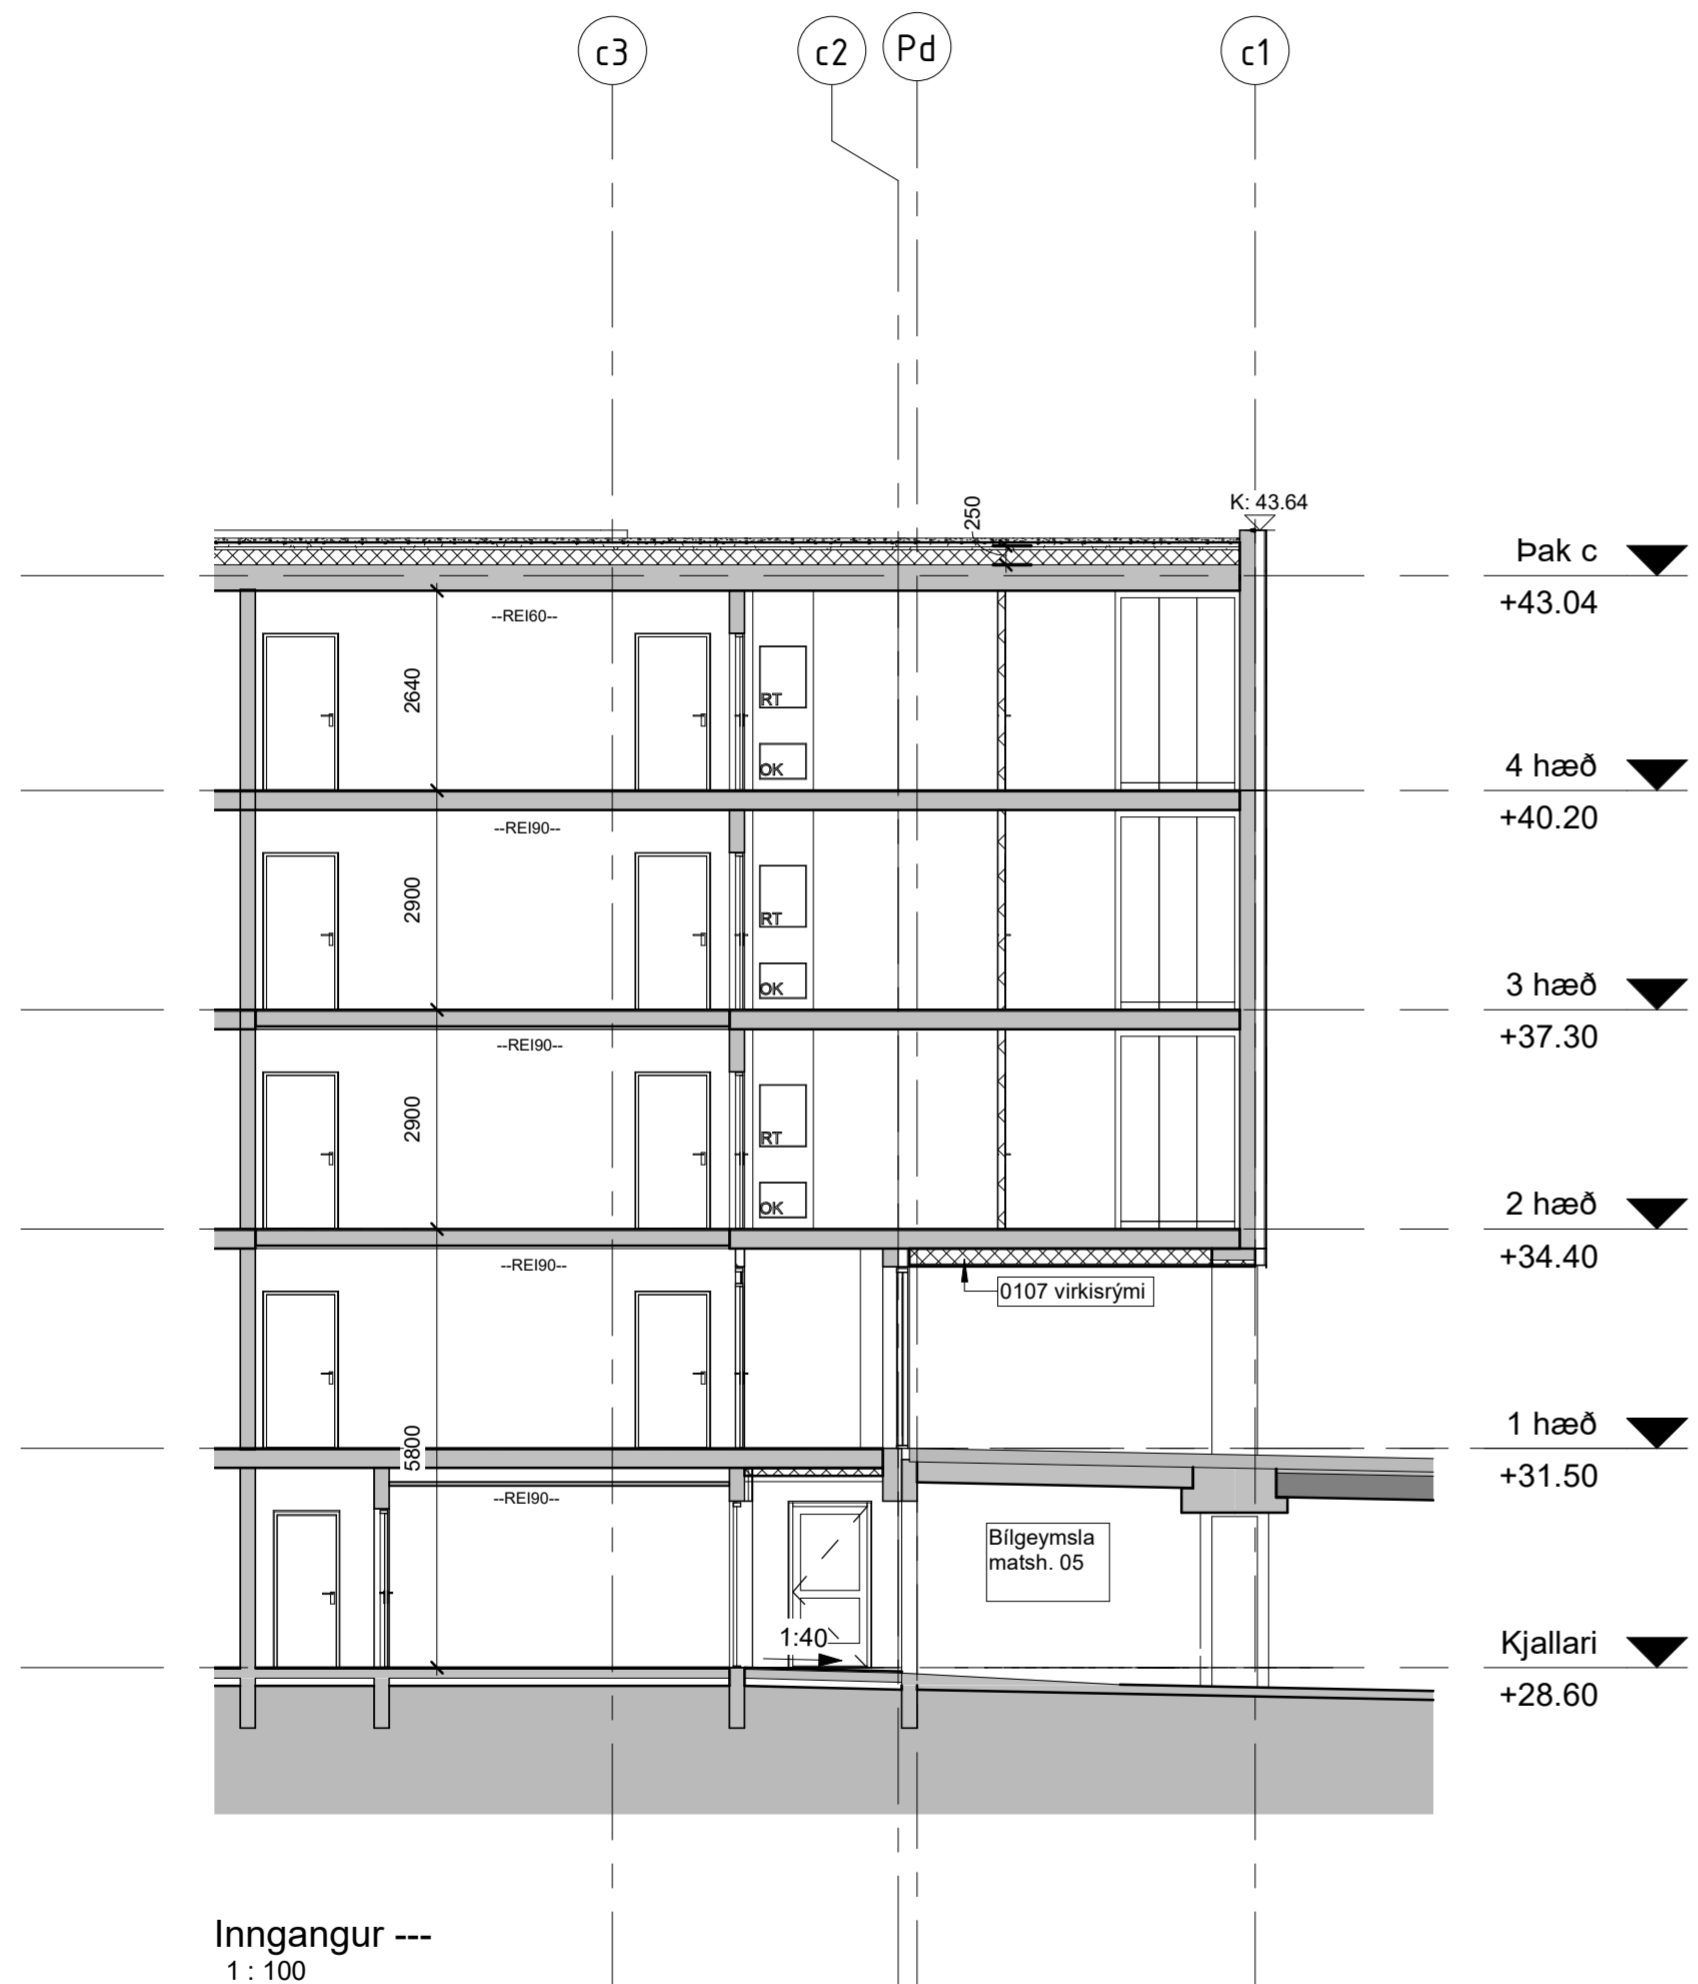 c3
c2
Pd
c1
250
K: 43.64
Þak c
+43.04
--REI60--
2640
RT
OK
4 hæð
+40.20
--REI90--
2900
RT
OK
3 hæð
+37.30
--REI90--
2900
RT
OK
2 hæð
+34.40
--REI90--
0107 virkisrými
1 hæð
+31.50
5800
--REI90--
Bílgeymsla
matsh. 05
1:40
Kjallari
+28.60
Inngangur ---
1 : 100